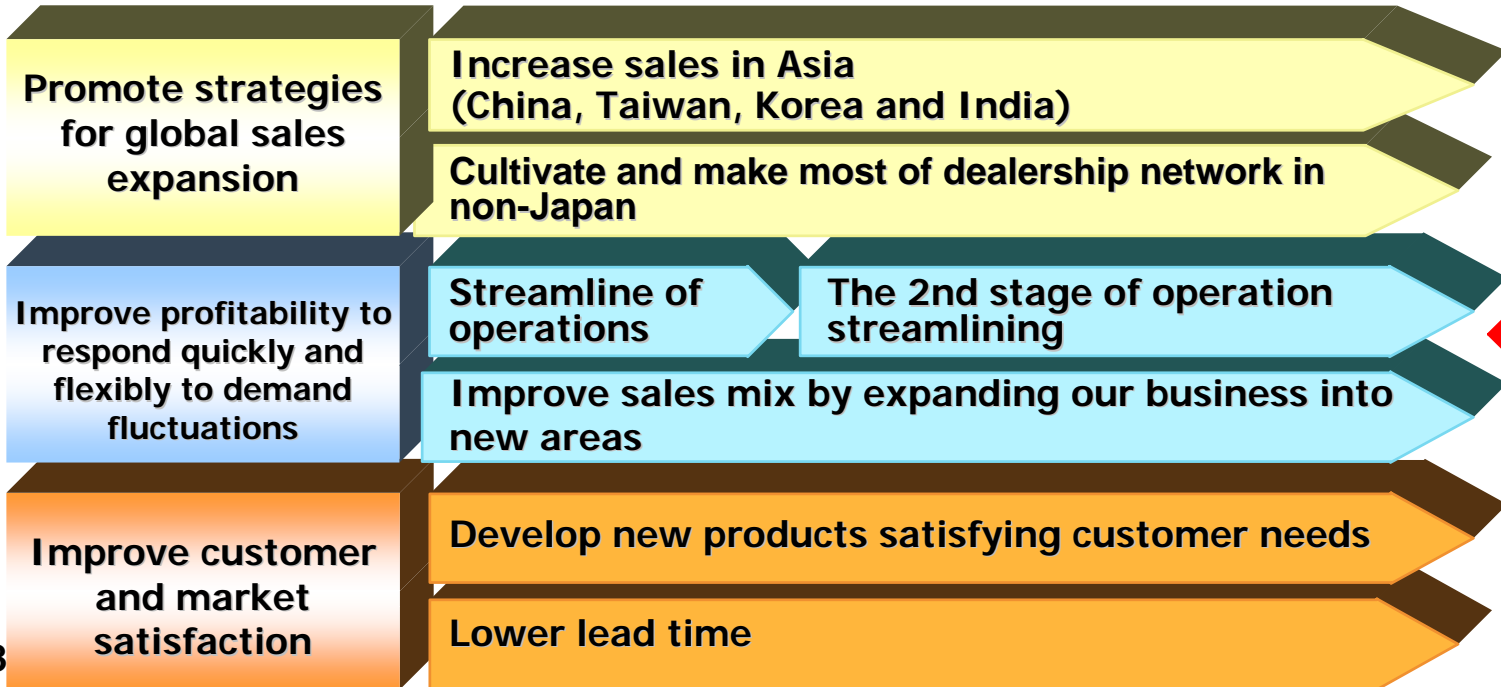 Promote strategies
for global sales
expansion
Increase sales in Asia
(China, Taiwan, Korea and India)
Cultivate and make most of dealership network in
non-Japan
Improve profitability to
respond quickly and
flexibly to demand
fluctuations
Streamline of
operations
The 2nd stage of operation
streamlining
Improve sales mix by expanding our business into
new areas
Improve customer
and market
satisfaction
Develop new products satisfying customer needs
Lower lead time